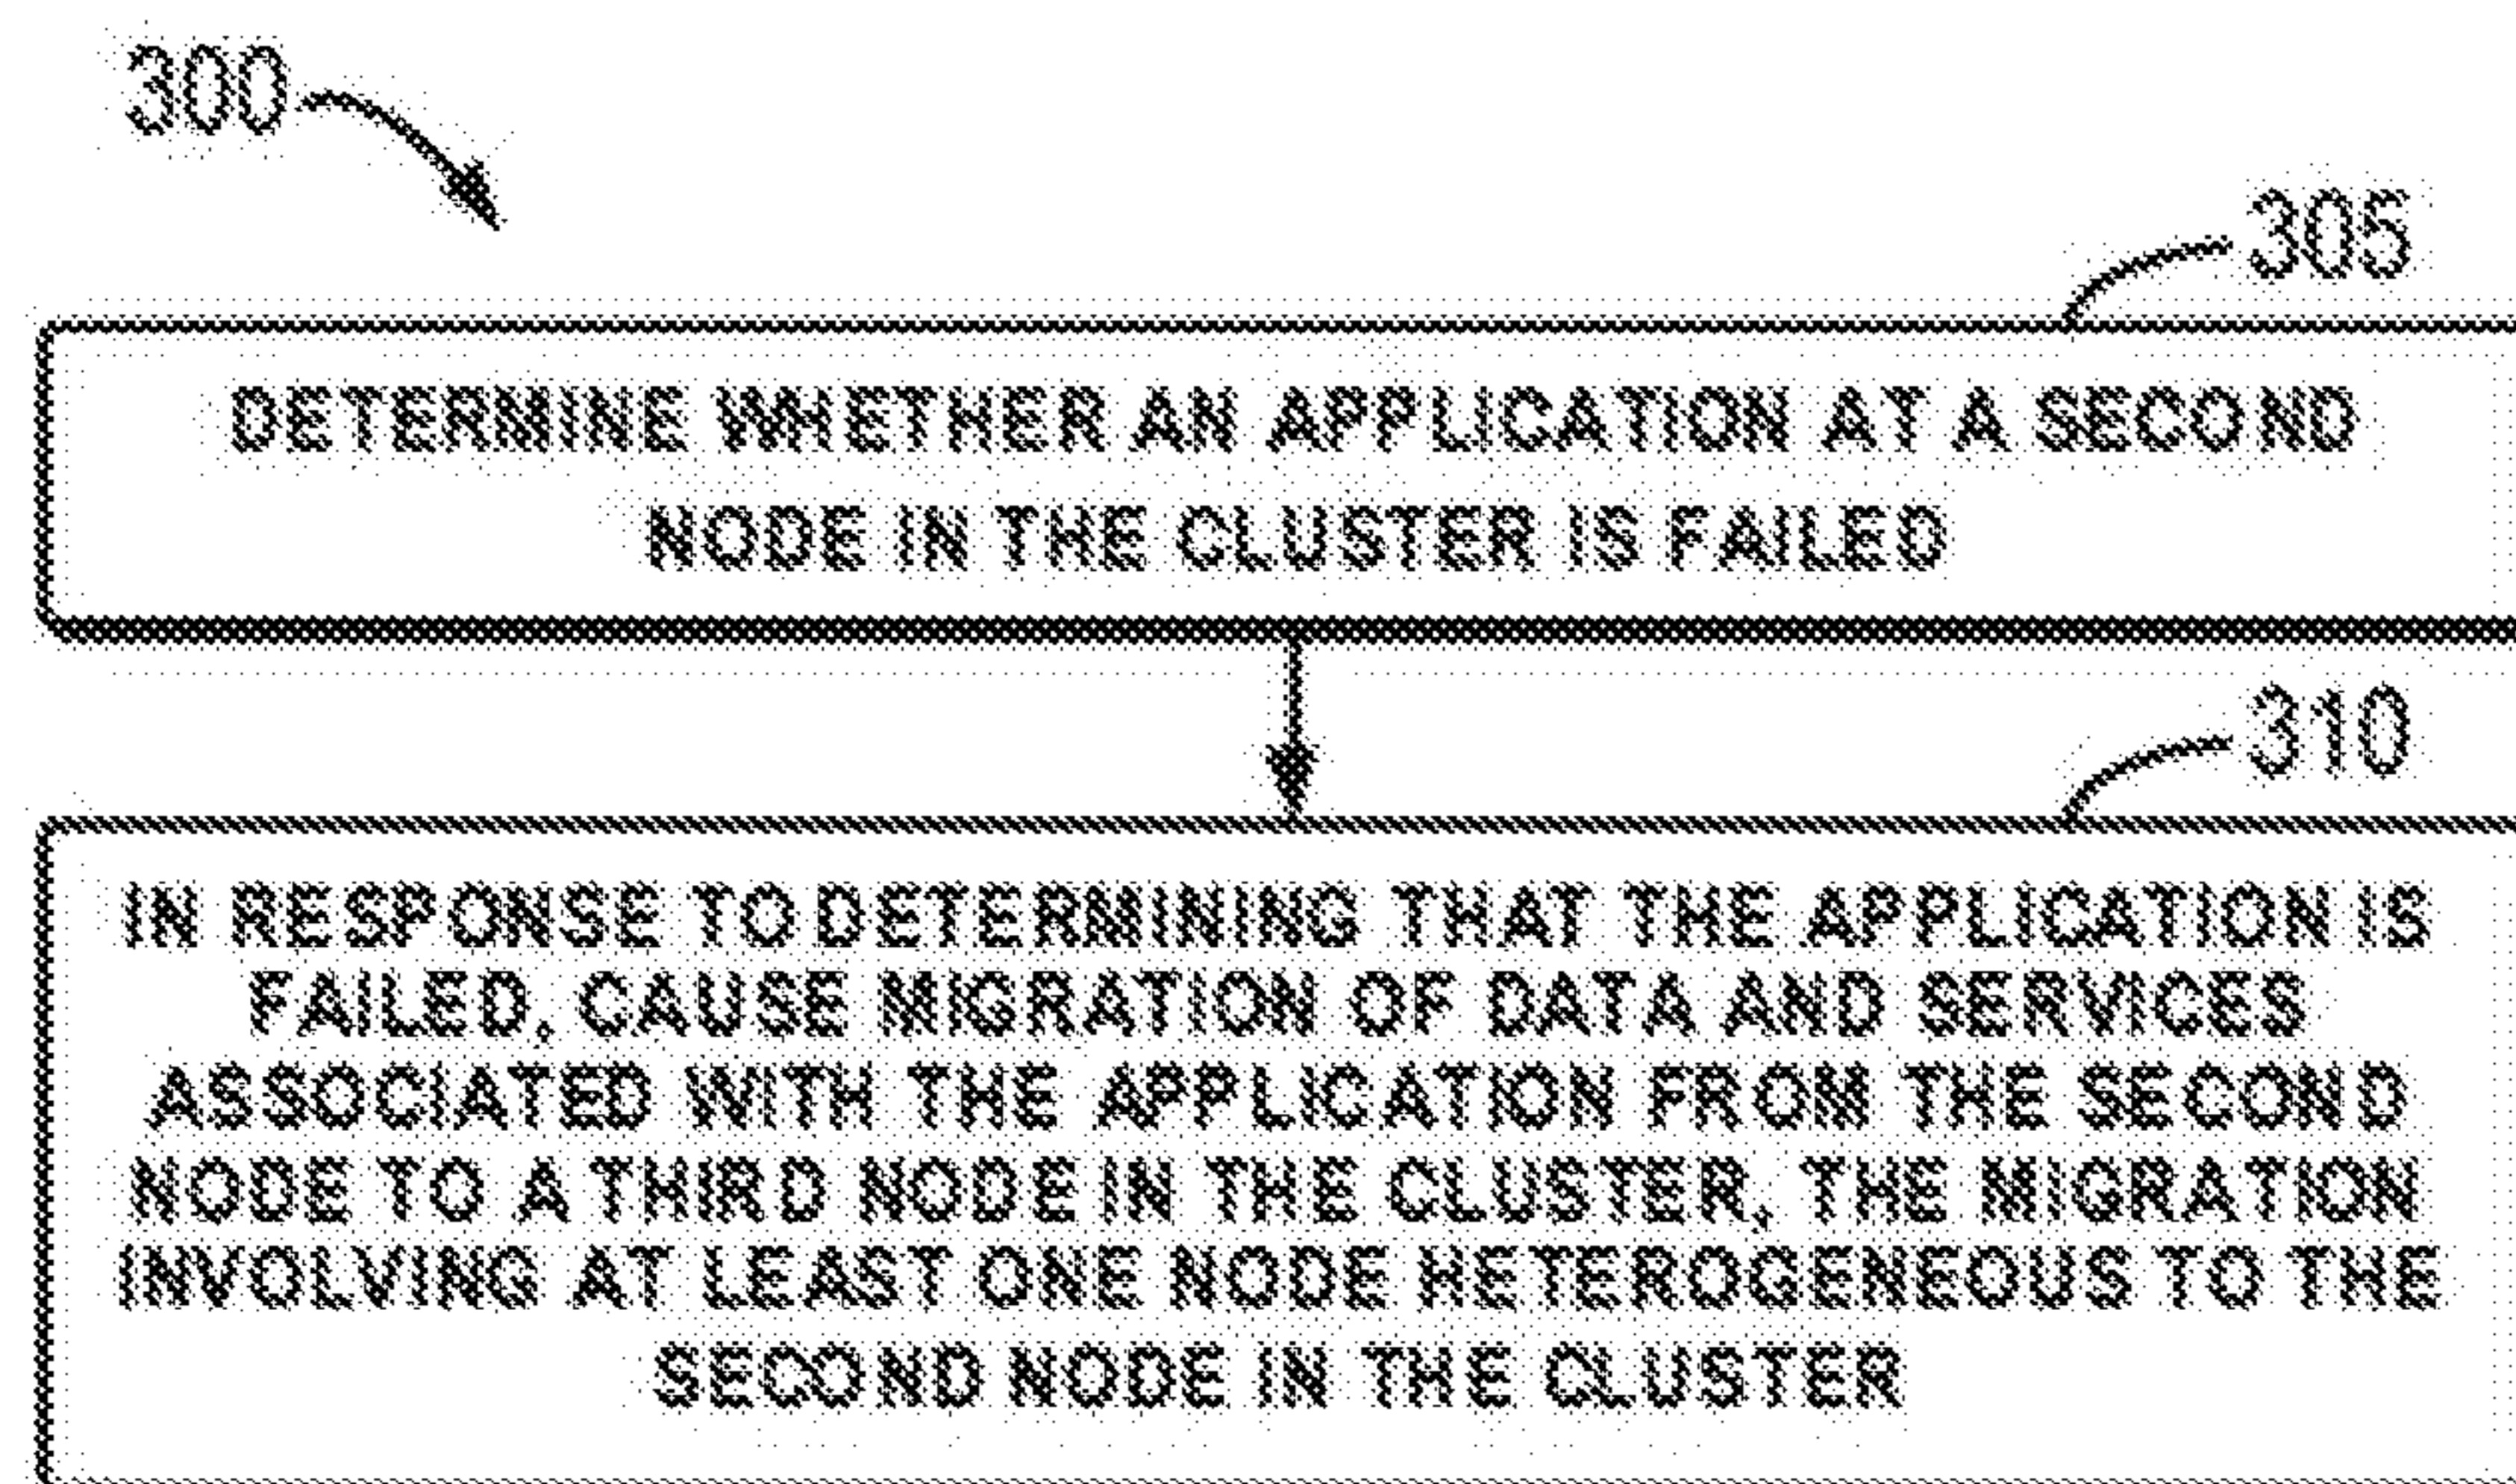 300
305
DETERMINE WHETHER AN APPLICATION AT A SECOND
NODE IN THE CLUSTER IS FAILED
310
IN RESPONSE TO DETERMINING THAT THE APPLICATION IS
FAILED, CAUSE MIGRATION OF DATA AND SERVICES
ASSOCIATED WITH THE APPLICATION FROM THE SECOND
NODE TO A THIRD NODE IN THE CLUSTER, THE MIGRATION
INVOLVING AT LEAST ONE NODE HETEROGENEOUS TO THE
SECOND NODE IN THE CLUSTER